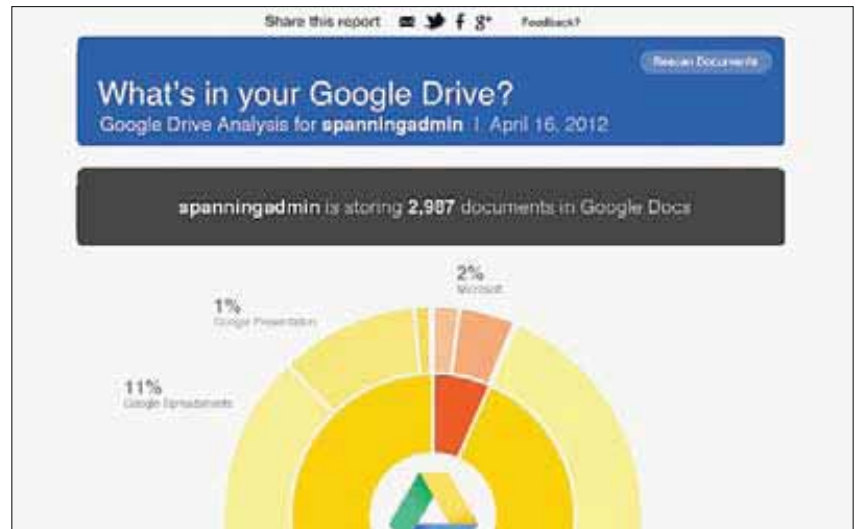 Share this report Feedback?
Rescan Documents
What's in your Google Drive?
Google Drive Analysis for spanningadmin | April 16, 2012
spanningadmin is storing 2,987 documents in Google Docs
2%
Microsoft
1%
Google Presentation
11%
Google Spreadsheets